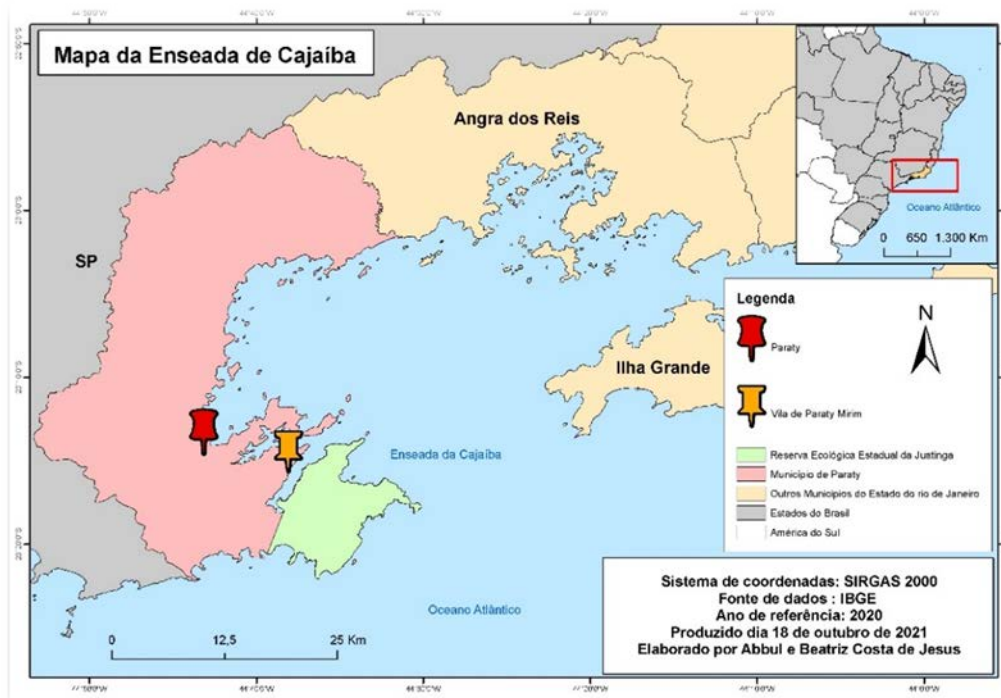 Mapa da Enseada de Cajaíba
Angra dos Reis
SP
Ilha Grande
Enseada da Cajaíba
Oceano Atlântico
0 12,5 25 Km
Oceano Atlântico
0 650 1.300 Km
Legenda
N
Paraty
Vila de Paraty Mirim
Reserva Ecológica Estadual da Justinga
Município de Paraty
Outros Municípios do Estado do rio de Janeiro
Estados do Brasil
América do Sul
Sistema de coordenadas: SIRGAS 2000
Fonte de dados : IBGE
Ano de referência: 2020
Produzido dia 18 de outubro de 2021
Elaborado por Abbul e Beatriz Costa de Jesus